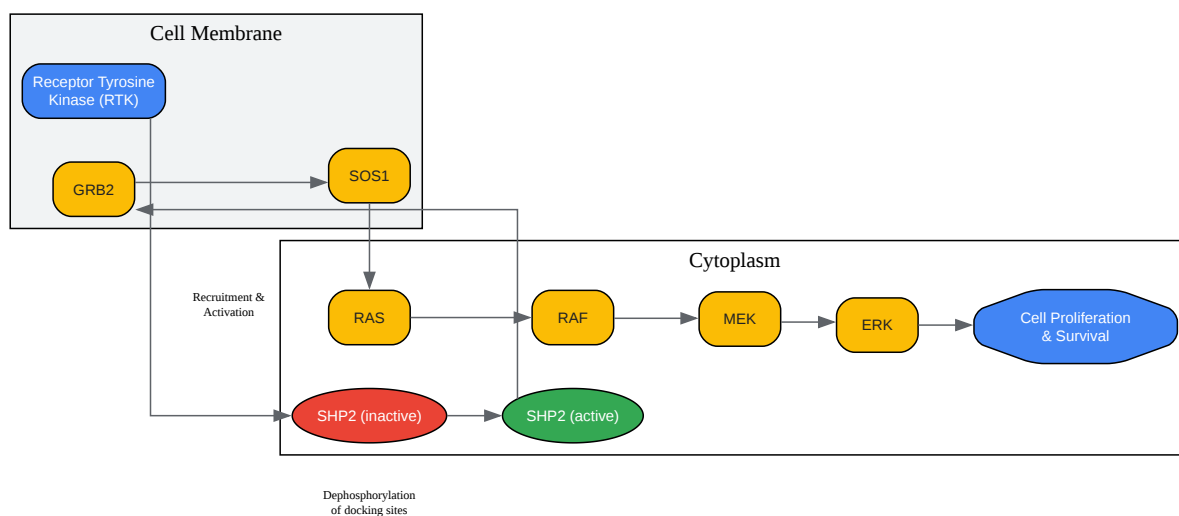 Cell Membrane
Receptor Tyrosine
Kinase (RTK)
GRB2
SOS1
Cytoplasm
Recruitment &
Activation
RAS
RAF
MEK
ERK
Cell Proliferation
& Survival
SHP2 (inactive)
SHP2 (active)
Dephosphorylation
of docking sites